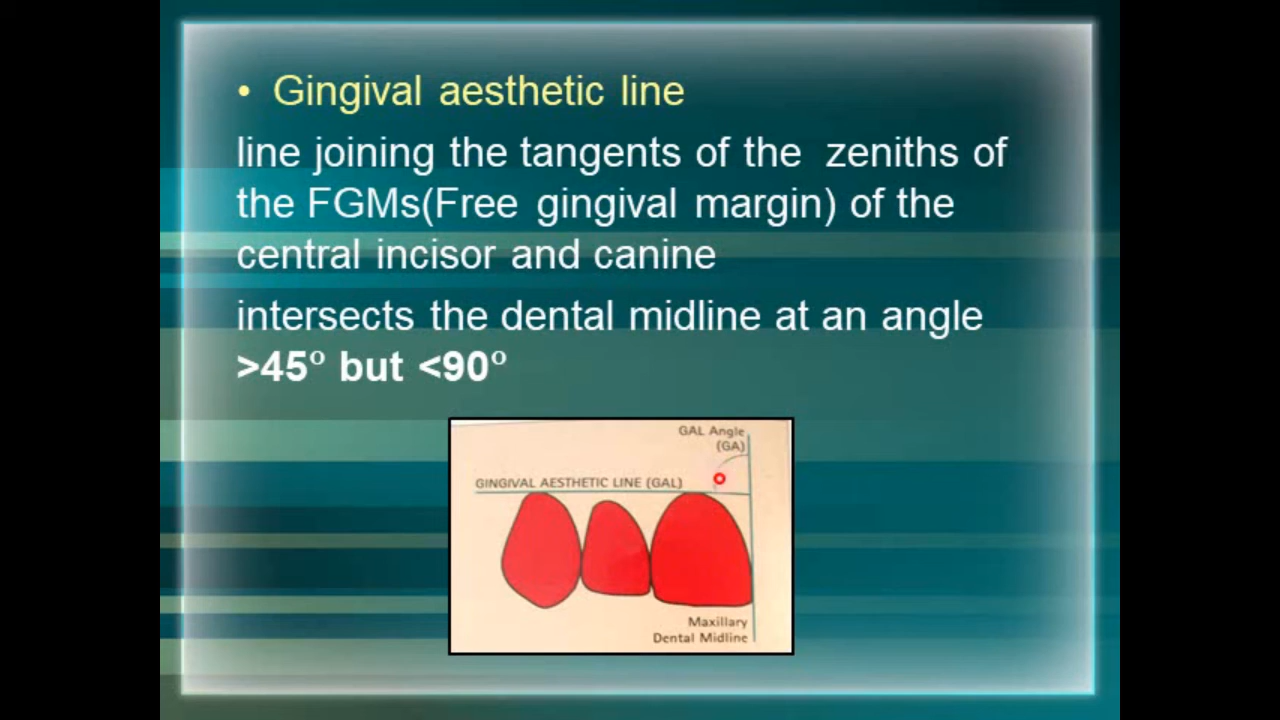 • Gingival aesthetic line
line joining the tangents of the zeniths of
the FGMs(Free gingival margin) of the
central incisor and canine
intersects the dental midline at an angle
>45º but <90º
GAL Angle
(GA)
GINGIVAL AESTHETIC LINE (GAL)
Maxillary
Dental Midline